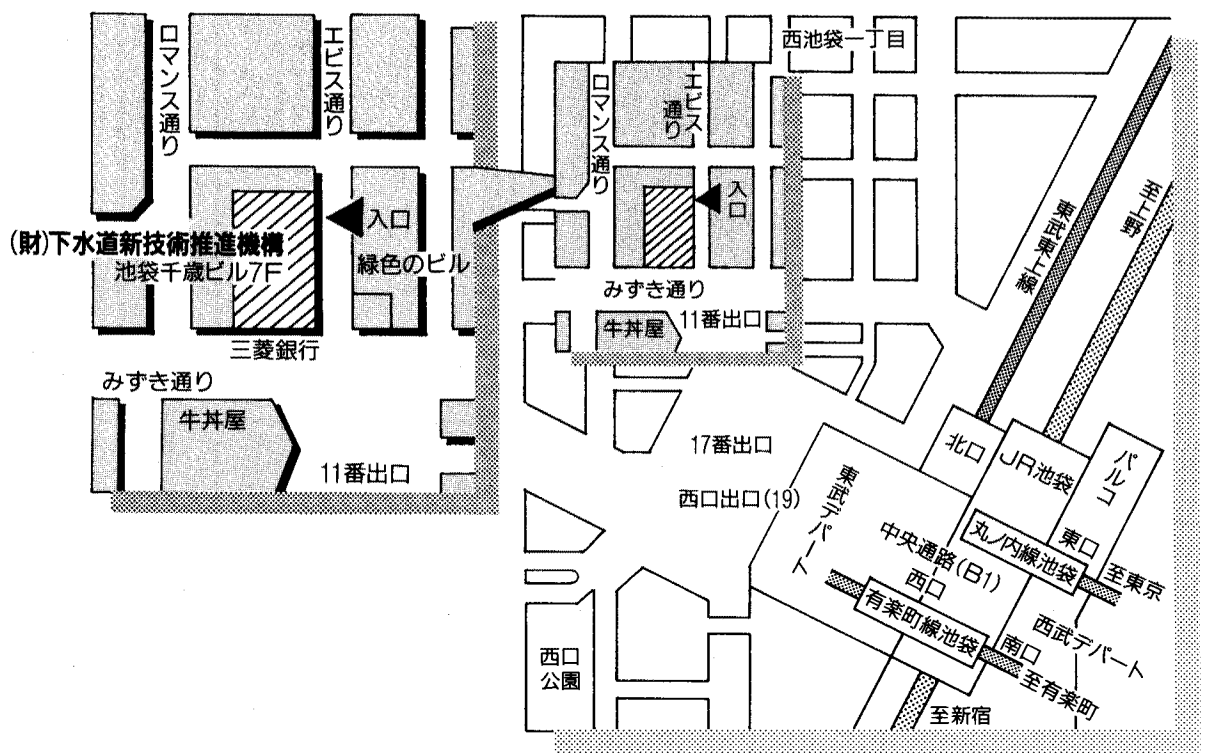 ロマンス通り
エビス通り
入口
(財)下水道新技術推進機構
池袋千歳ビル7F
緑色のビル
三菱銀行
みずき通り
牛丼屋
11番出口
西池袋一丁目
ロマンス通り
エビス
通り
入口
みずき通り
牛丼屋
11番出口
東武東上線
至上野
17番出口
西口出口(19)
東武デパート
北口
JR池袋
パルコ
中央通路(B1)
西口
丸ノ内線池袋
東口
至東京
有楽町線池袋
南口
西武デパート
至有楽町
至新宿
西口
公園